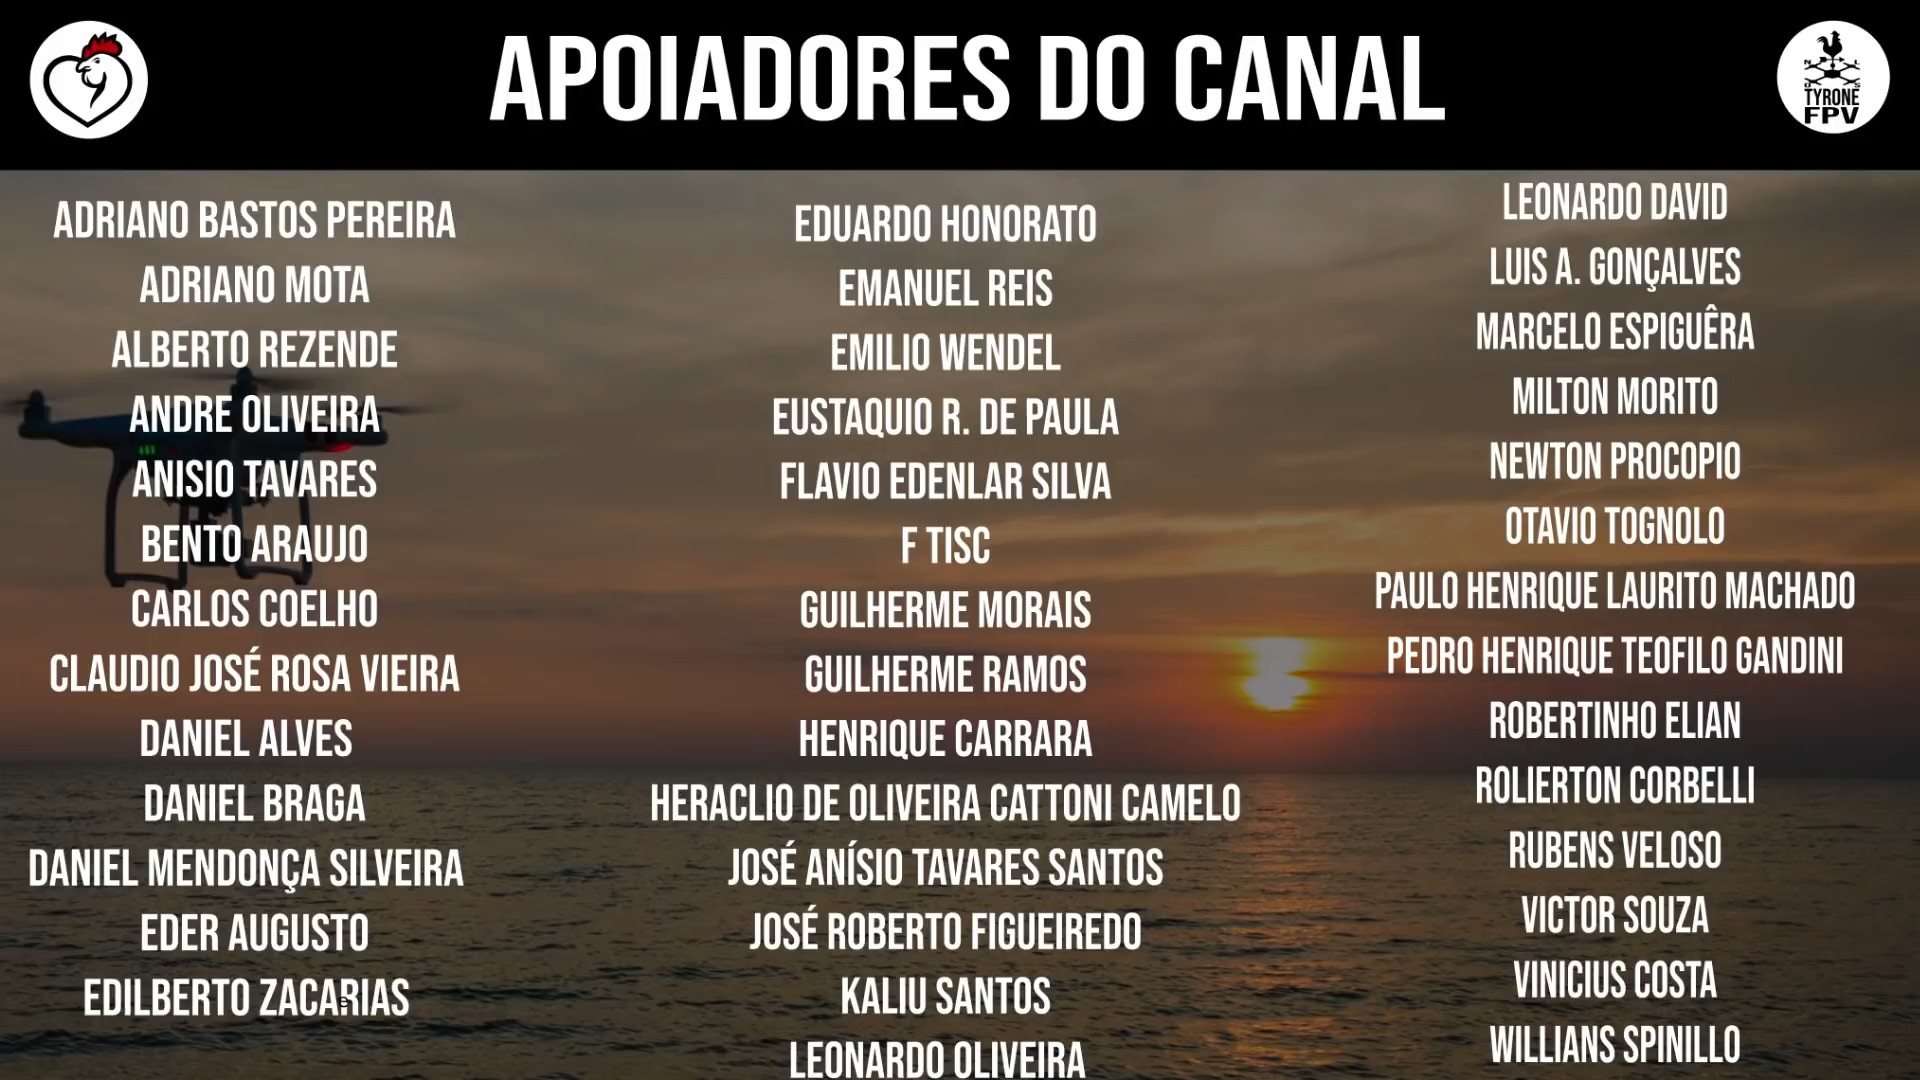 APOIADORES DO CANAL
N L
O S
TYRONE
FPV
ADRIANO BASTOS PEREIRA
ADRIANO MOTA
ALBERTO REZENDE
ANDRE OLIVEIRA
ANISIO TAVARES
BENTO ARAUJO
CARLOS COELHO
CLAUDIO JOSÉ ROSA VIEIRA
DANIEL ALVES
DANIEL BRAGA
DANIEL MENDONÇA SILVEIRA
EDER AUGUSTO
EDILBERTO ZACARIAS
EDUARDO HONORATO
EMANUEL REIS
EMILIO WENDEL
EUSTAQUIO R. DE PAULA
FLAVIO EDENLAR SILVA
F TISC
GUILHERME MORAIS
GUILHERME RAMOS
HENRIQUE CARRARA
HERACLIO DE OLIVEIRA CATTONI CAMELO
JOSÉ ANÍSIO TAVARES SANTOS
JOSÉ ROBERTO FIGUEIREDO
KALIU SANTOS
LEONARDO OLIVEIRA
LEONARDO DAVID
LUIS A. GONÇALVES
MARCELO ESPIGUÊRA
MILTON MORITO
NEWTON PROCOPIO
OTAVIO TOGNOLO
PAULO HENRIQUE LAURITO MACHADO
PEDRO HENRIQUE TEOFILO GANDINI
ROBERTINHO ELIAN
ROLIERTON CORBELLI
RUBENS VELOSO
VICTOR SOUZA
VINICIUS COSTA
WILLIANS SPINILLO